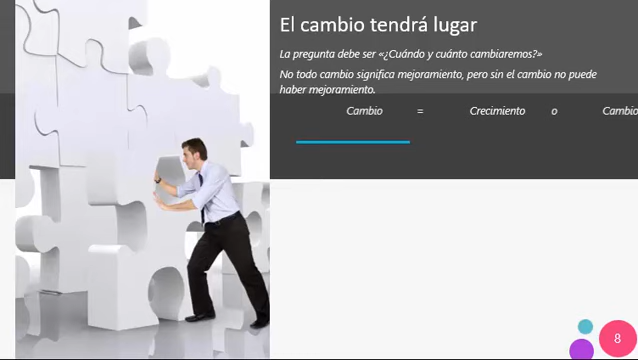 El cambio tendrá lugar
La pregunta debe ser «¿Cuándo y cuánto cambiaremos?»
No todo cambio significa mejoramiento, pero sin el cambio no puede
haber mejoramiento.
Cambio = Crecimiento o Cambio
8